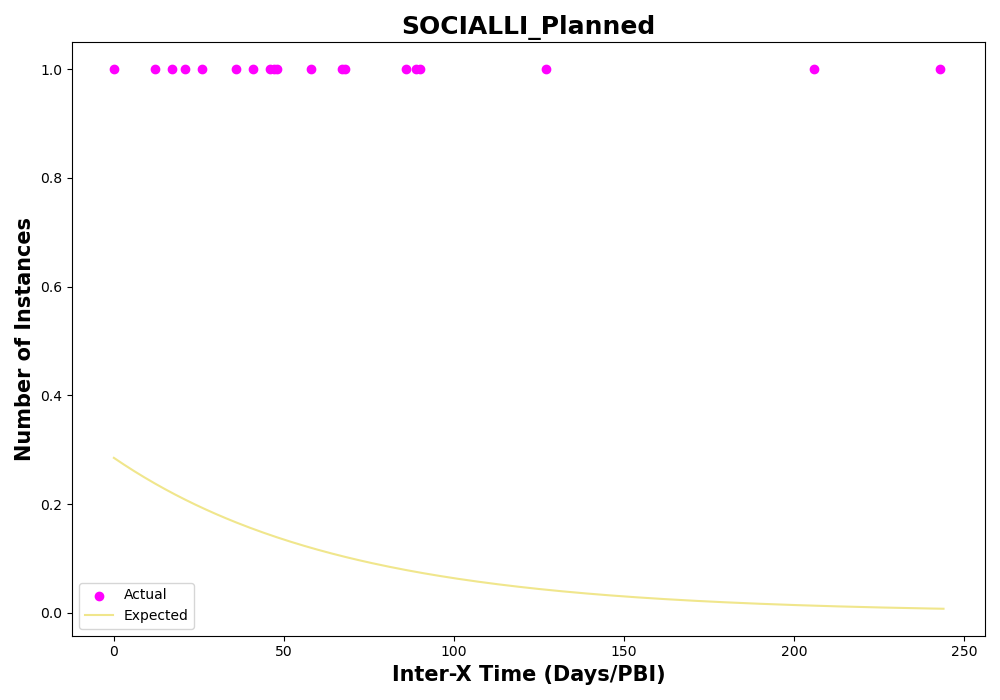 SOCIALLI_Planned
Number of Instances
1.0
0.8
0.6
0.4
0.2
0.0
Actual
Expected
0
50
100
150
200
250
Inter-X Time (Days/PBI)